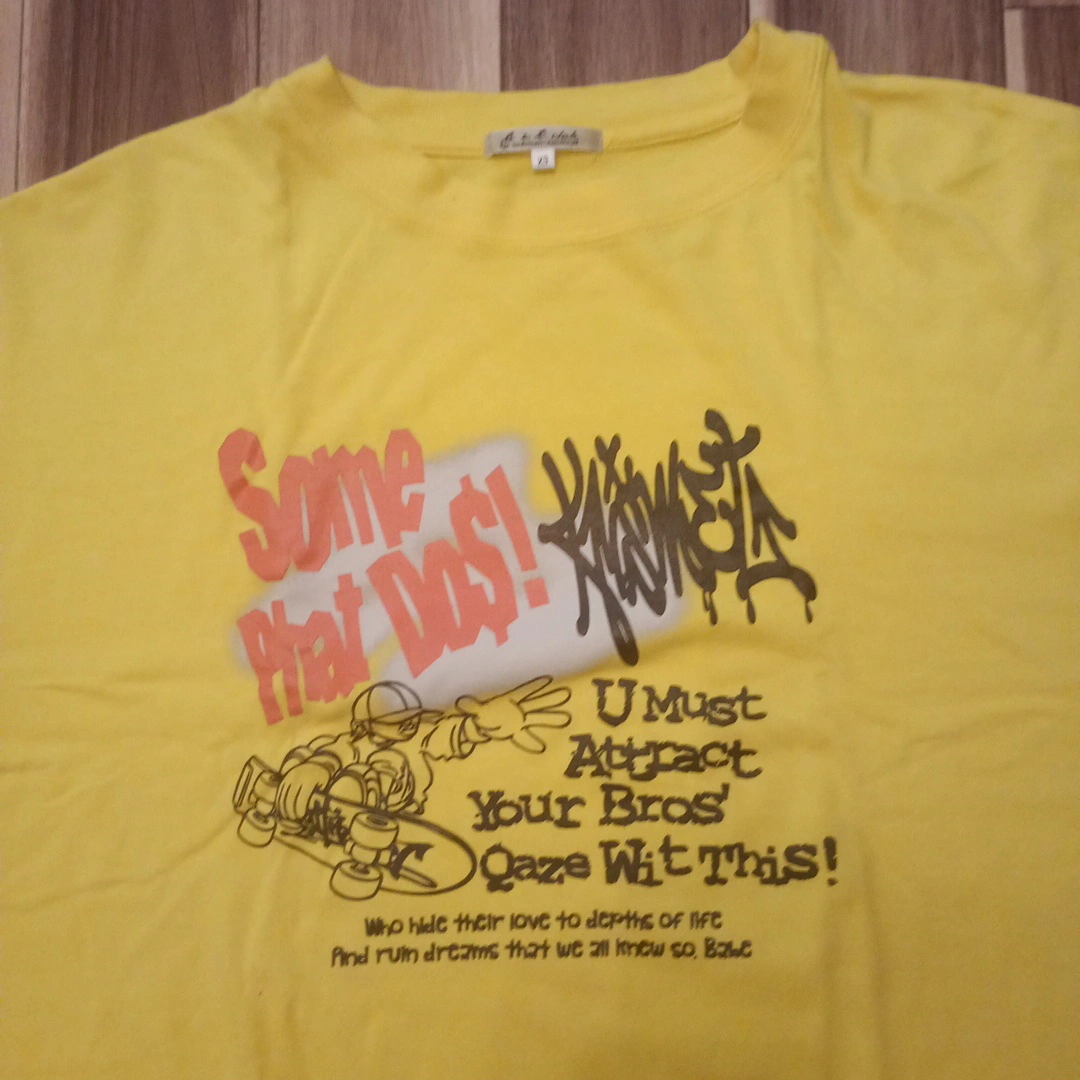 Some
Phat Do$!
U Must
Attract
Your Bros'
Qaze Wit This!
Who hide their love to depths of life
And ruin dreams that we all knew so, Babe